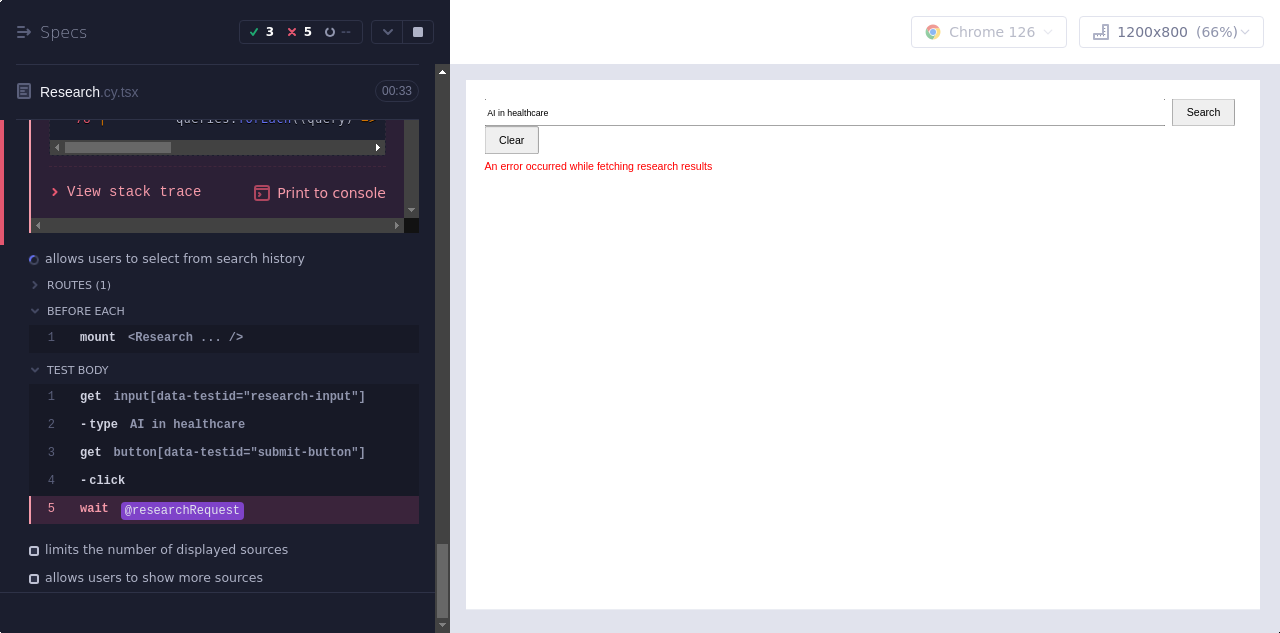 Specs
3 5 --
Chrome 126
1200x800 (66%)
Research.cy.tsx
00:33
queries.forEach((query) =>
View stack trace
Print to console
allows users to select from search history
ROUTES (1)
BEFORE EACH
1 mount <Research ... />
TEST BODY
1 get input[data-testid="research-input"]
2 -type AI in healthcare
3 get button[data-testid="submit-button"]
4 -click
5 wait @researchRequest
limits the number of displayed sources
allows users to show more sources
AI in healthcare
Search
Clear
An error occurred while fetching research results